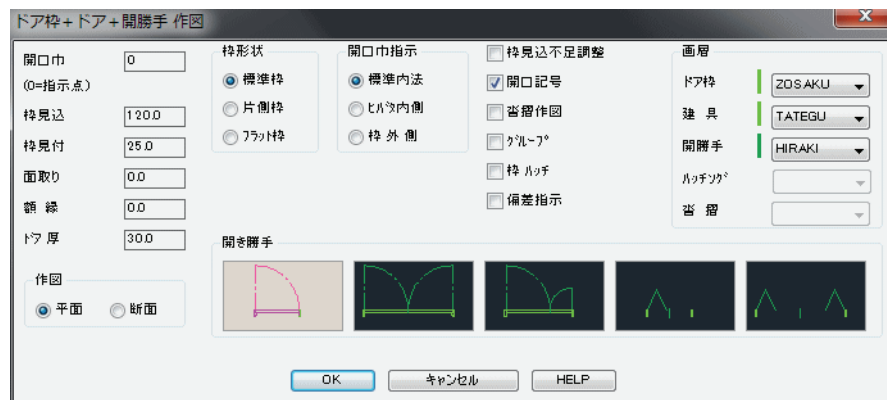 ドア枠+ドア+開勝手 作図
開口巾 0
(0=指示点)
枠見込 120.0
枠見付 25.0
面取り 0.0
額 縁 0.0
ドア 厚 30.0
作図
平面 断面
枠形状
標準枠
片側枠
フラット枠
開口巾指示
標準内法
ヒバタ内側
枠 外 側
枠見込不足調整
開口記号
沓摺作図
グループ
枠 ハッチ
偏差指示
画層
ドア枠 ZOSAKU
建 具 TATEGU
開勝手 HIRAKI
ハッチング
沓 摺
開き勝手
OK キャンセル HELP